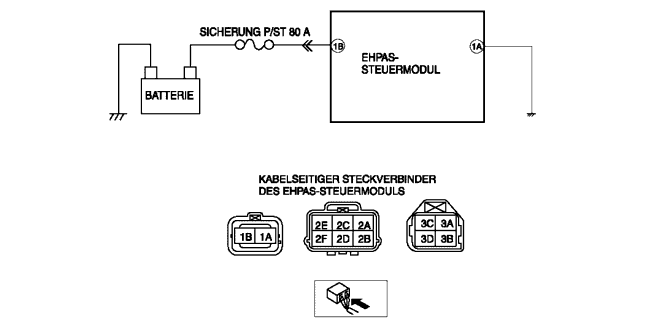 SICHERUNG P/ST 80 A
1B
1A
EHPAS-
STEUERMODUL
BATTERIE
KABELSEITIGER STECKVERBINDER
DES EHPAS-STEUERMODULS
1B 1A
2E 2C 2A
2F 2D 2B
3C 3A
3D 3B